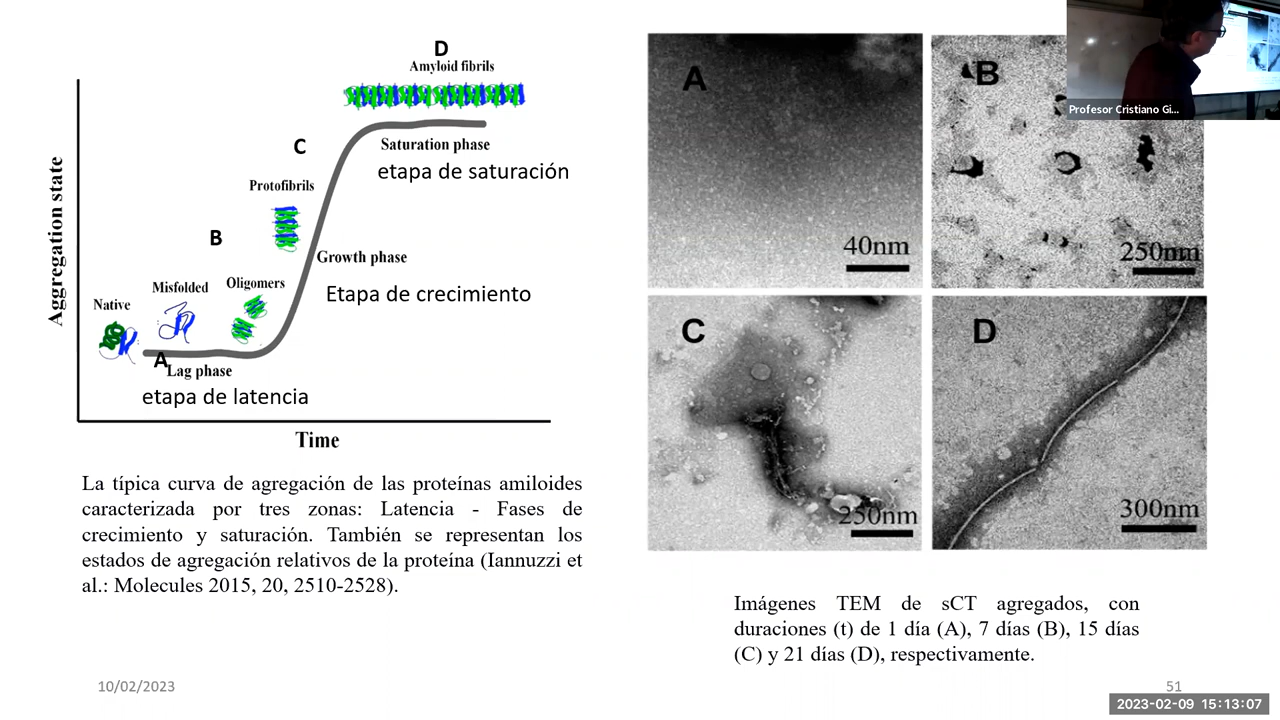 D
Amyloid fibrils
C
Saturation phase
etapa de saturación
Protofibrils
B
Growth phase
Oligomers
Misfolded
Etapa de crecimiento
Native
A
Lag phase
etapa de latencia
Aggregation state
Time
La típica curva de agregación de las proteínas amiloides
caracterizada por tres zonas: Latencia - Fases de
crecimiento y saturación. También se representan los
estados de agregación relativos de la proteína (Iannuzzi et
al.: Molecules 2015, 20, 2510-2528).
A
40nm
B
250nm
C
250nm
D
300nm
Profesor Cristiano Gi...
Imágenes TEM de sCT agregados, con
duraciones (t) de 1 día (A), 7 días (B), 15 días
(C) y 21 días (D), respectivamente.
10/02/2023
51
2023-02-09 15:13:07